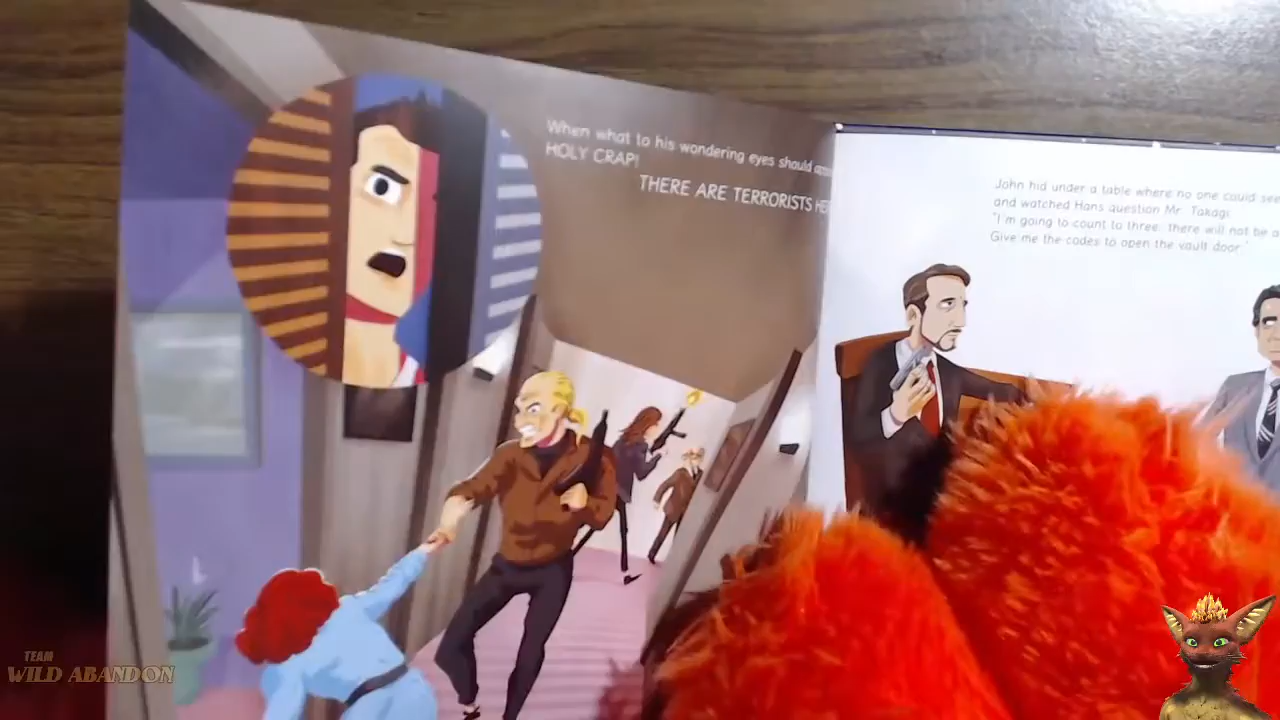 When what to his wondering eyes should
HOLY CRAP!
THERE ARE TERRORISTS
John hid under a table where no one could see
and watched Hans question Mr. Takagi.
"I'm going to count to three, there will not be a
Give me the codes to open the vault door."
TEAM
WILD ABANDON